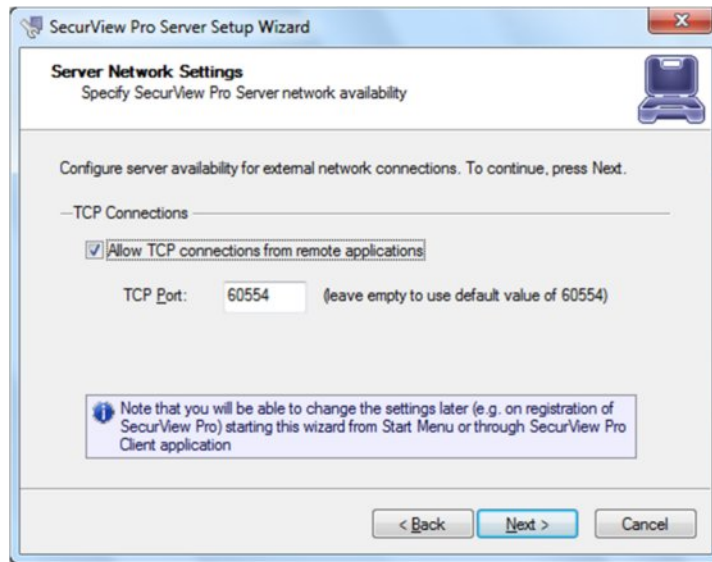 SecurView Pro Server Setup Wizard
Server Network Settings
Specify SecurView Pro Server network availability
Configure server availability for external network connections. To continue, press Next.
TCP Connections
Allow TCP connections from remote applications
TCP Port: 60554 (leave empty to use default value of 60554)
Note that you will be able to change the settings later (e.g. on registration of
SecurView Pro) starting this wizard from Start Menu or through SecurView Pro
Client application
< Back Next > Cancel